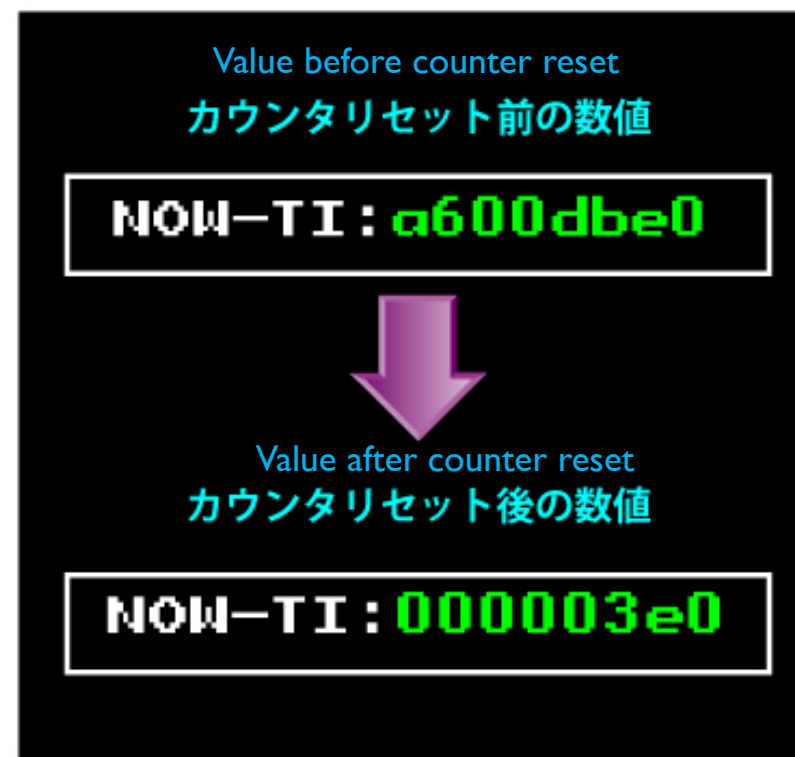 Value before counter reset
カウンタリセット前の数値
NOW-TI:a600dbe0
Value after counter reset
カウンタリセット後の数値
NOW-TI:000003e0